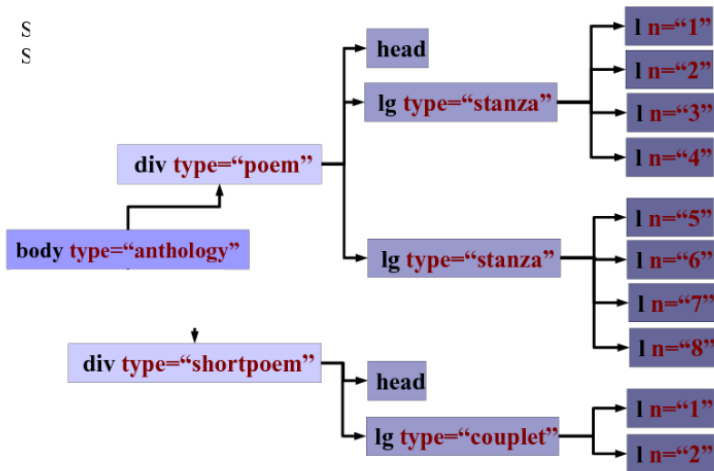 S
S
head
lg type=“stanza”
l n=“1”
l n=“2”
l n=“3”
l n=“4”
div type=“poem”
body type=“anthology”
lg type=“stanza”
l n=“5”
l n=“6”
l n=“7”
l n=“8”
div type=“shortpoem”
head
lg type=“couplet”
l n=“1”
l n=“2”